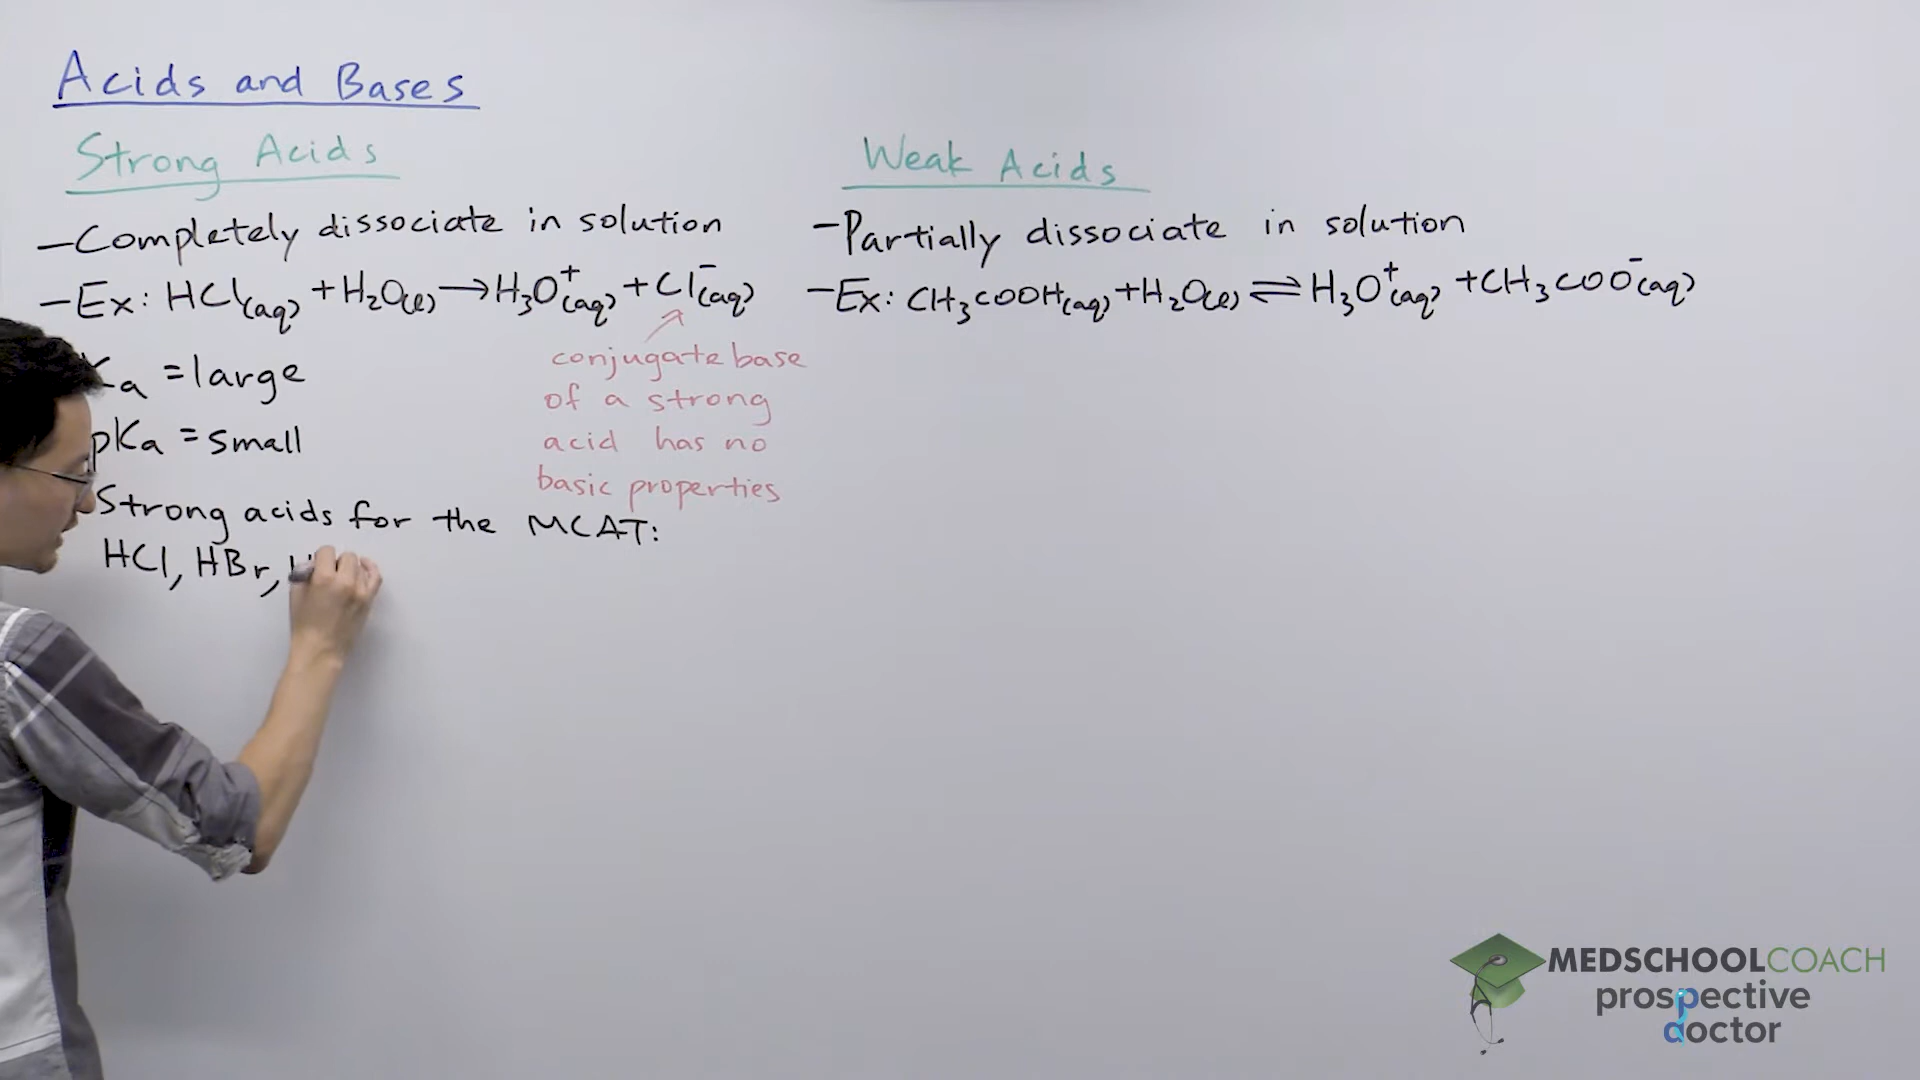 Acids and Bases
Strong Acids
-Completely dissociate in solution
-Ex: HCl(aq) + H₂O(l) → H₃O⁺(aq) + Cl⁻(aq)
Ka = large
pKa = small
Strong acids for the MCAT:
HCl, HBr,
conjugate base
of a strong
acid has no
basic properties
Weak Acids
-Partially dissociate in solution
-Ex: CH₃COOH(aq) + H₂O(l) ⇌ H₃O⁺(aq) + CH₃COO⁻(aq)
MEDSCHOOLCOACH
prospective
doctor